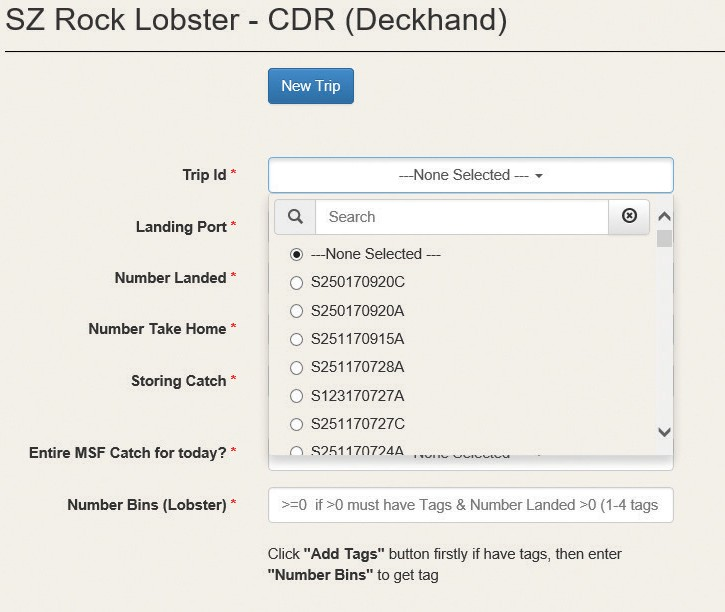 SZ Rock Lobster - CDR (Deckhand)
New Trip
Trip Id *
---None Selected ---
Search
---None Selected ---
S250170920C
S250170920A
S251170915A
S251170728A
S123170727A
S251170727C
S251170724A
Landing Port *
Number Landed *
Number Take Home *
Storing Catch *
Entire MSF Catch for today? *
None Selected
Number Bins (Lobster) *
>=0 if >0 must have Tags & Number Landed >0 (1-4 tags
Click "Add Tags" button firstly if have tags, then enter
"Number Bins" to get tag